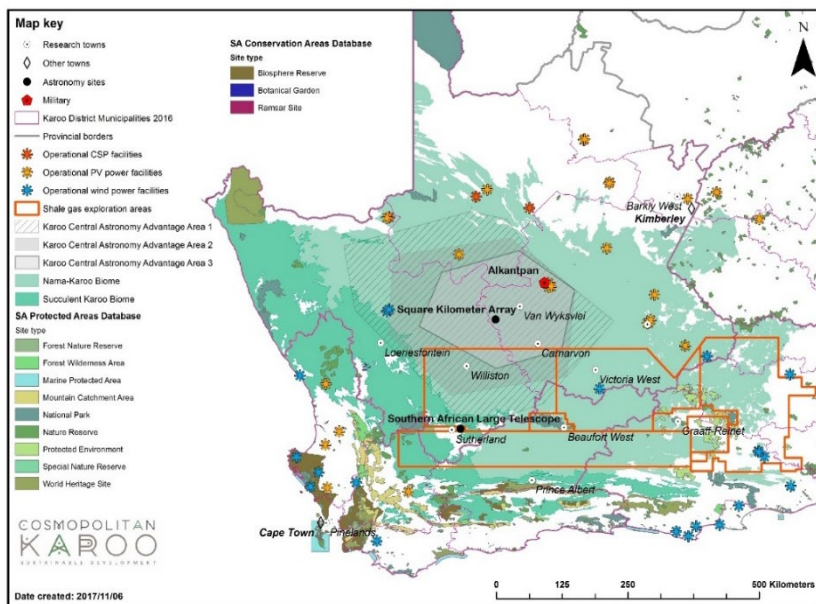 Map key
Research towns
Other towns
Astronomy sites
Military
Karoo District Municipalities 2016
Provincial borders
Operational CSP facilities
Operational PV power facilities
Operational wind power facilities
Shale gas exploration areas
Karoo Central Astronomy Advantage Area 1
Karoo Central Astronomy Advantage Area 2
Karoo Central Astronomy Advantage Area 3
Nama-Karoo Biome
Succulent Karoo Biome
SA Protected Areas Database
Site type
Forest Nature Reserve
Forest Wilderness Area
Marine Protected Area
Mountain Catchment Area
National Park
Nature Reserve
Protected Environment
Special Nature Reserve
World Heritage Site
SA Conservation Areas Database
Site type
Biosphere Reserve
Botanical Garden
Ramsar Site
N
Barkly West
Kimberley
Alkantpan
Square Kilometer Array
Van Wyksvlei
Loeriesfontein
Carnarvon
Williston
Victoria West
Southern African Large Telescope
Sutherland
Beaufort West
Graaff-Reinet
Prince Albert
Cape Town
Pinelands
COSMOPOLITAN
KAROO
SUSTAINABLE DEVELOPMENT
Date created: 2017/11/06
0 125 250 500 Kilometers